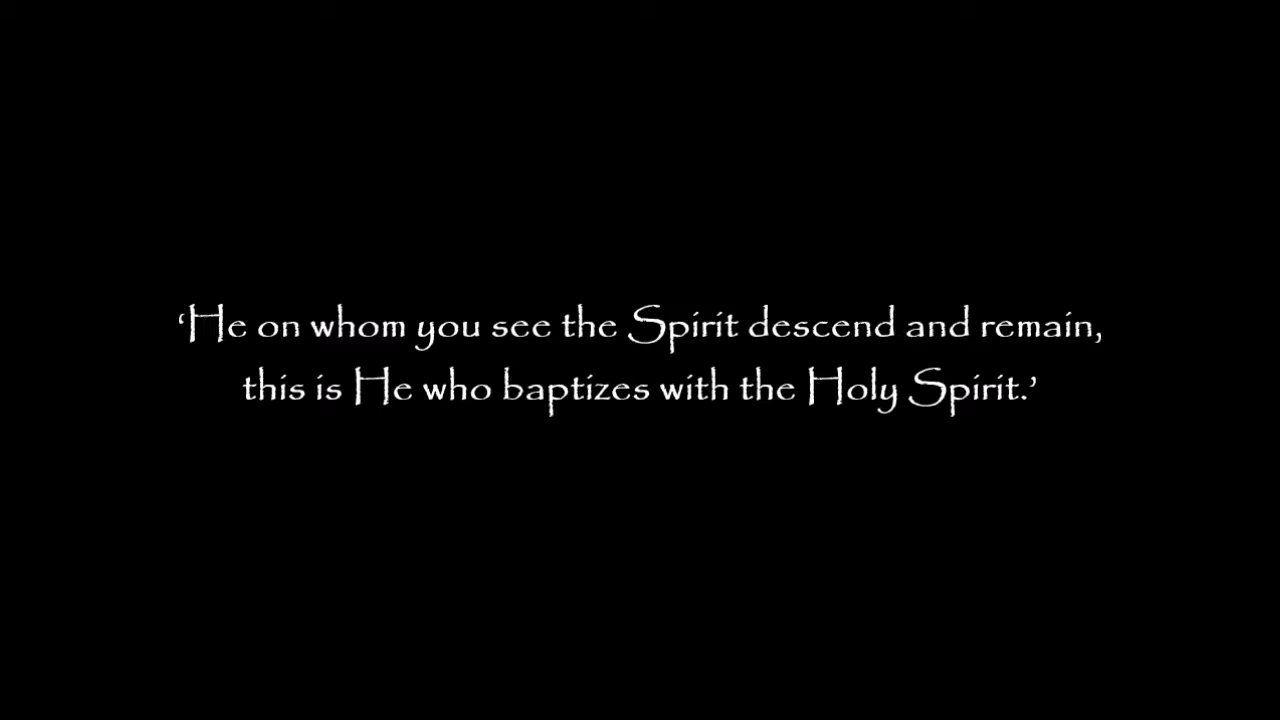 ‘He on whom you see the Spirit descend and remain,
this is He who baptizes with the Holy Spirit.’